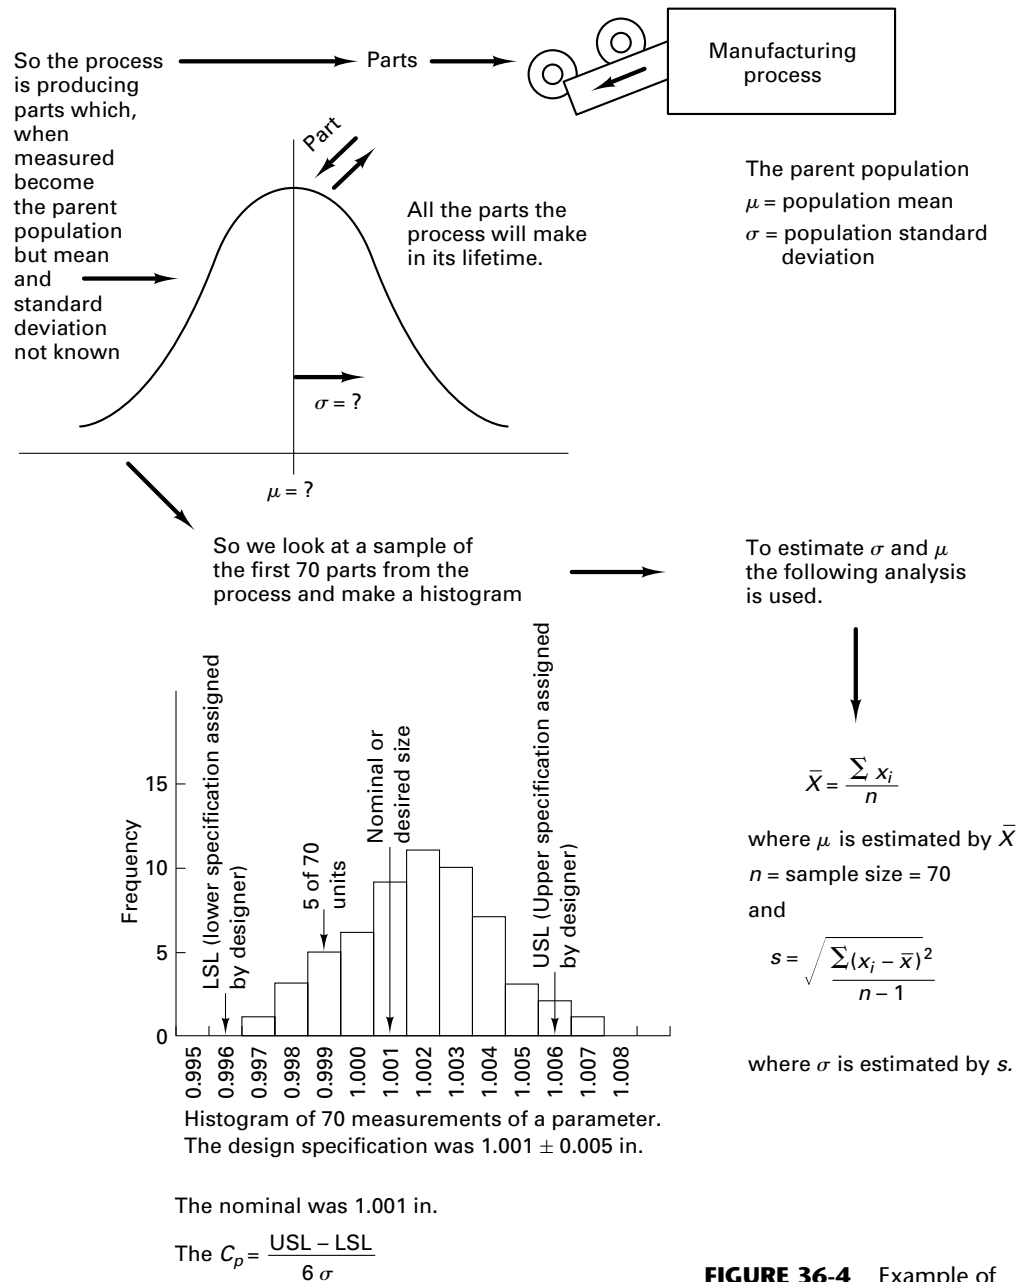 So the process
is producing
parts which,
when
measured
become
the parent
population
but mean
and
standard
deviation
not known
Parts
Manufacturing
process
Part
All the parts the
process will make
in its lifetime.
The parent population
μ = population mean
σ = population standard
deviation
σ = ?
μ = ?
So we look at a sample of
the first 70 parts from the
process and make a histogram
To estimate σ and μ
the following analysis
is used.
Frequency
15
10
5
0
LSL (lower specification assigned
by designer)
5 of 70
units
Nominal or
desired size
USL (Upper specification assigned
by designer)
0.995
0.996
0.997
0.998
0.999
1.000
1.001
1.002
1.003
1.004
1.005
1.006
1.007
1.008
Histogram of 70 measurements of a parameter.
The design specification was 1.001 ± 0.005 in.
X̄ = Σ xᵢ / n
where μ is estimated by X̄
n = sample size = 70
and
s = √ Σ(xᵢ – x̄)² / n – 1
where σ is estimated by s.
The nominal was 1.001 in.
The Cₚ = USL – LSL / 6 σ
FIGURE 36-4 Example of